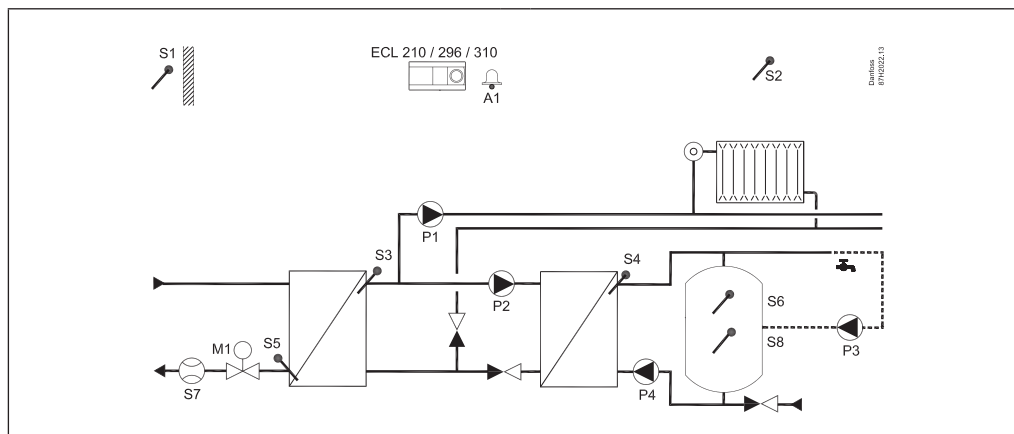 S1
ECL 210 / 296 / 310
A1
S2
Danfoss
87H2022.13
P1
S3
S4
P2
S6
S8
P3
M1
S5
S7
P4